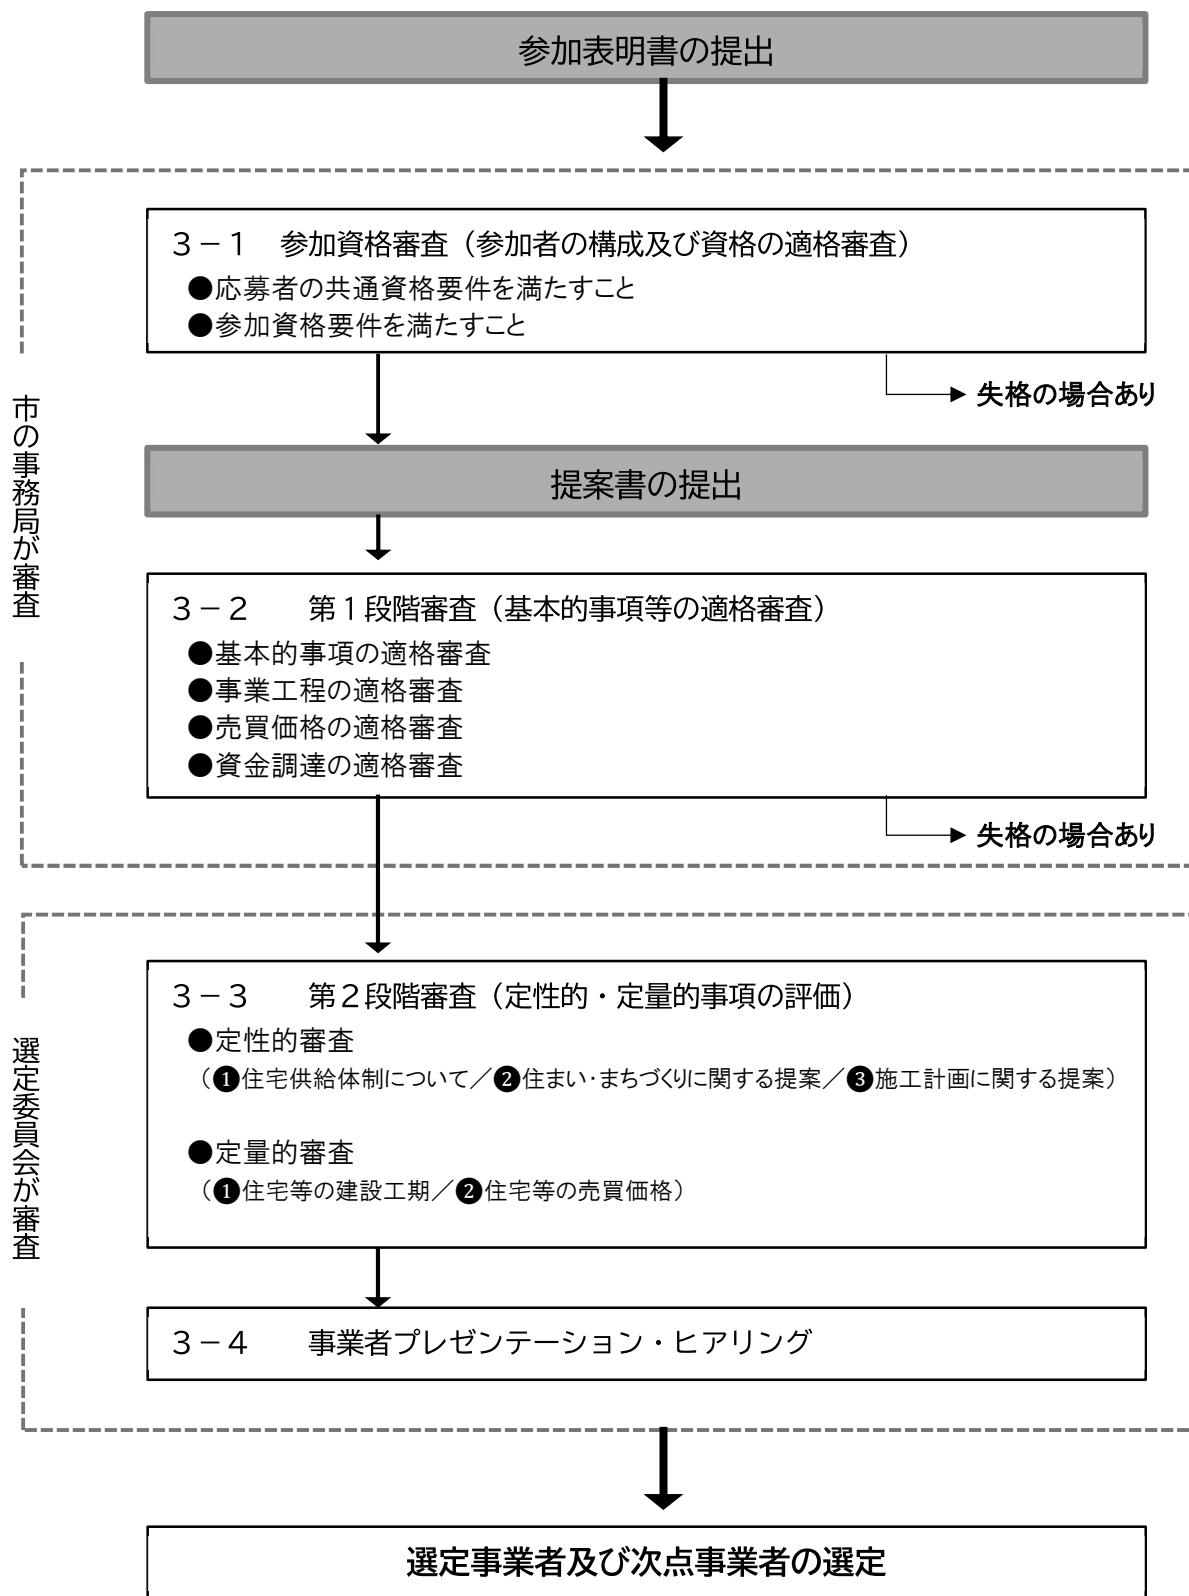 参加表明書の提出
３－１　参加資格審査（参加者の構成及び資格の適格審査）
●応募者の共通資格要件を満たすこと
●参加資格要件を満たすこと
失格の場合あり
市の事務局が審査
提案書の提出
３－２　　第１段階審査（基本的事項等の適格審査）
●基本的事項の適格審査
●事業工程の適格審査
●売買価格の適格審査
●資金調達の適格審査
失格の場合あり
３－３　　第２段階審査（定性的・定量的事項の評価）
●定性的審査
（❶住宅供給体制について／❷住まい・まちづくりに関する提案／❸施工計画に関する提案）
●定量的審査
（❶住宅等の建設工期／❷住宅等の売買価格）
選定委員会が審査
３－４　　事業者プレゼンテーション・ヒアリング
選定事業者及び次点事業者の選定